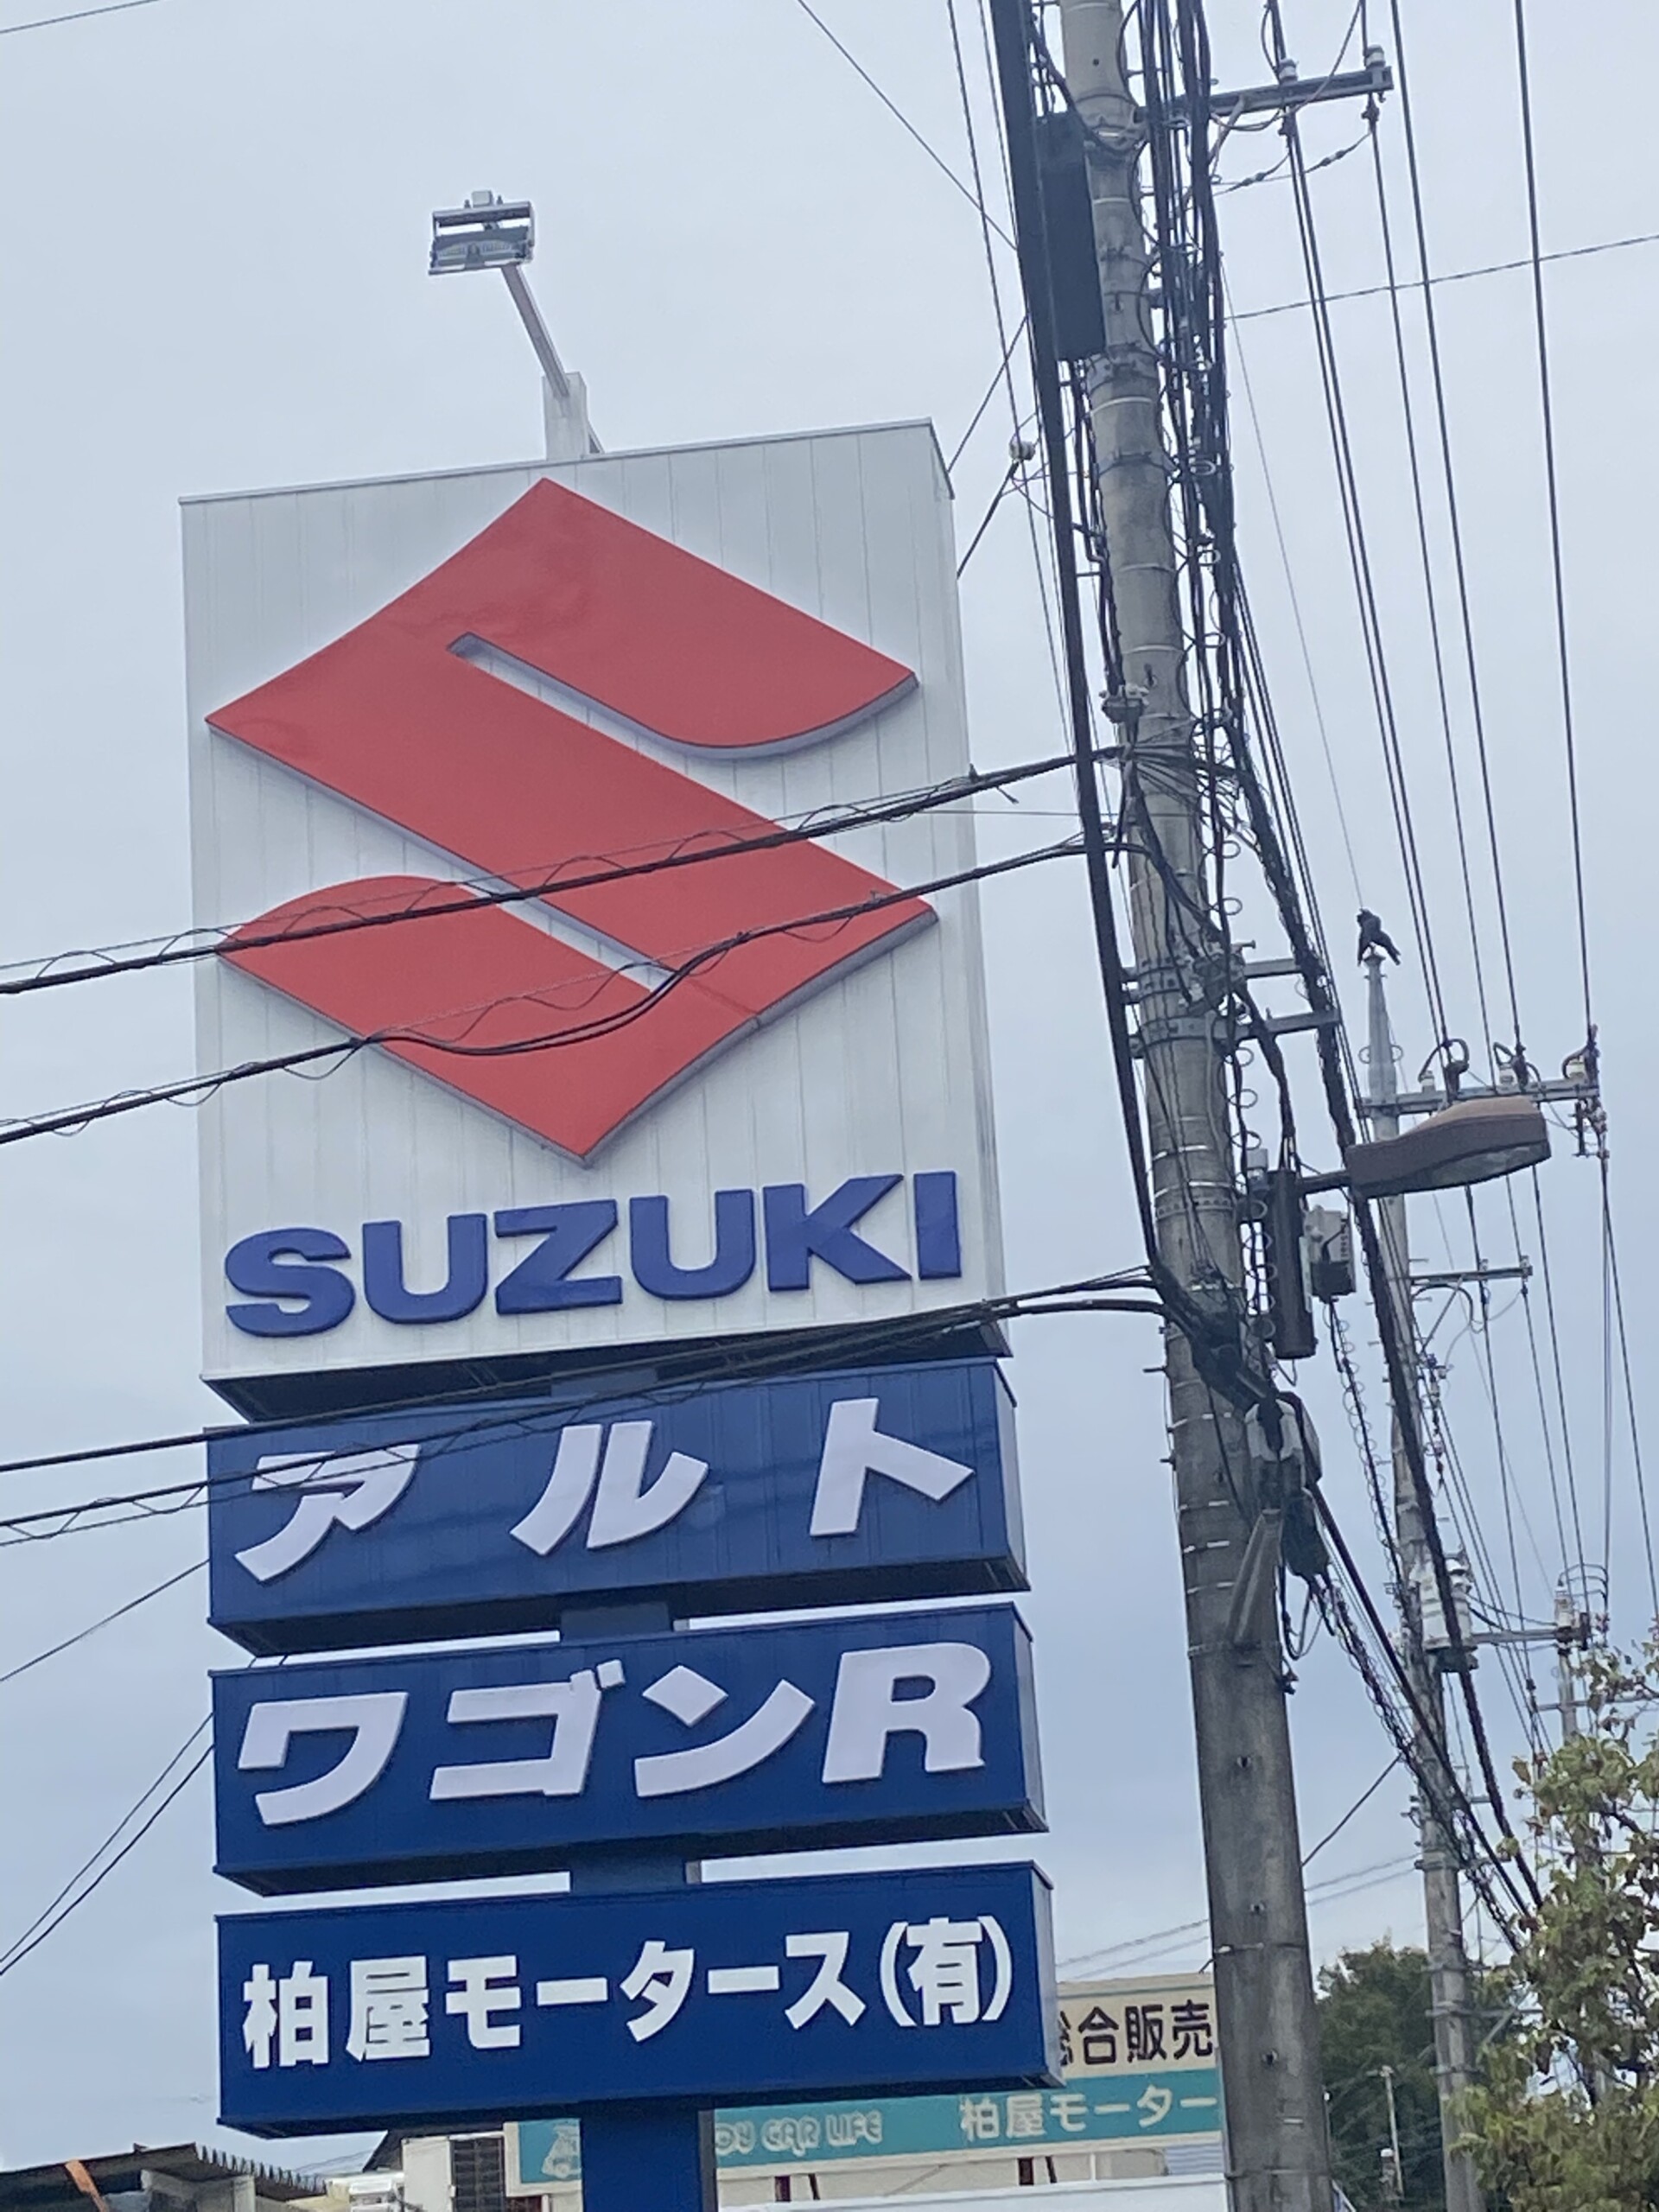 SUZUKI
アルト
ワゴンR
柏屋モータース(有)
合販売
CAR LIFE 柏屋モーター